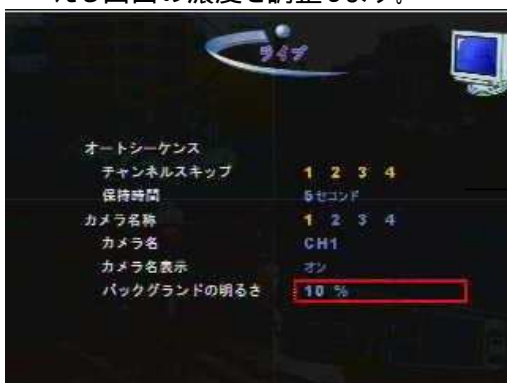 たら画面の濃度を調整します。
ライブ
オートシーケンス
チャンネルスキップ 1 2 3 4
保持時間 5セコンド
カメラ名称 1 2 3 4
カメラ名 CH1
カメラ名表示 オン
バックグランドの明るさ 10 %